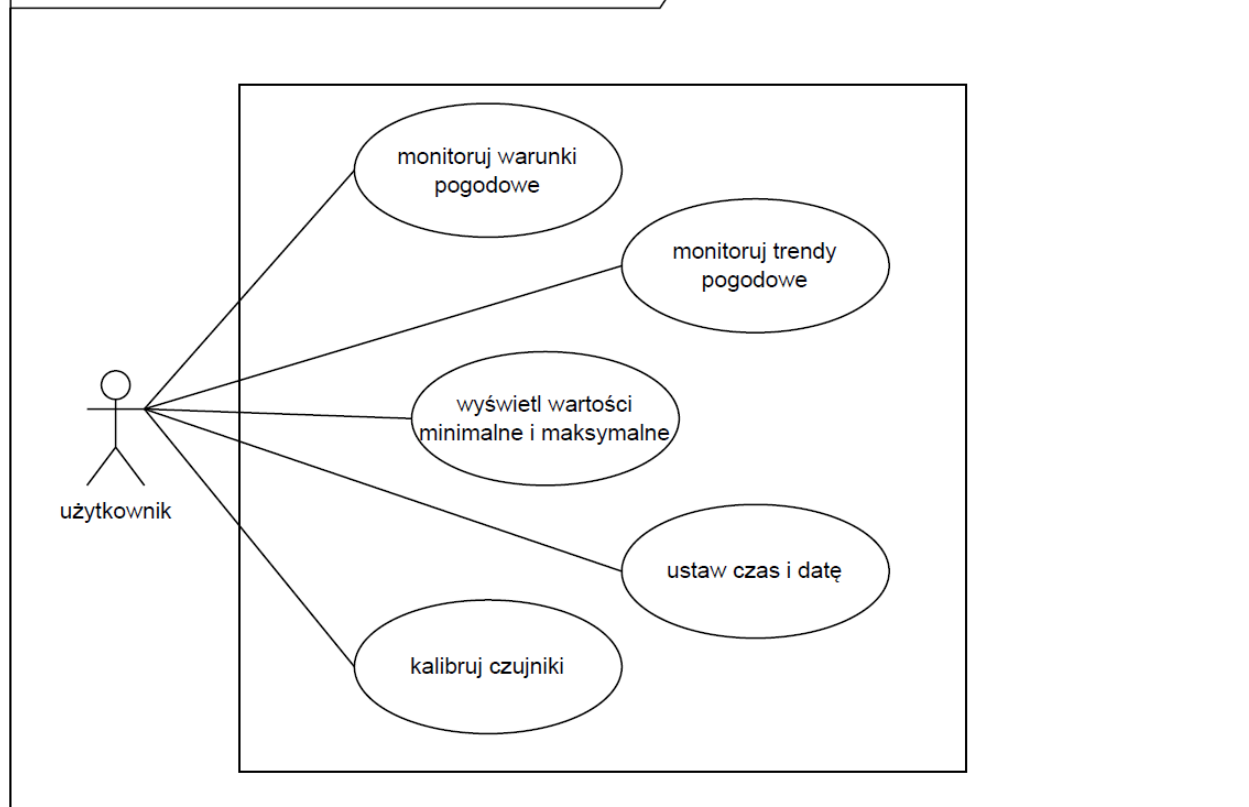 monitoruj warunki
pogodowe
monitoruj trendy
pogodowe
wyświetl wartości
minimalne i maksymalne
użytkownik
ustaw czas i datę
kalibruj czujniki